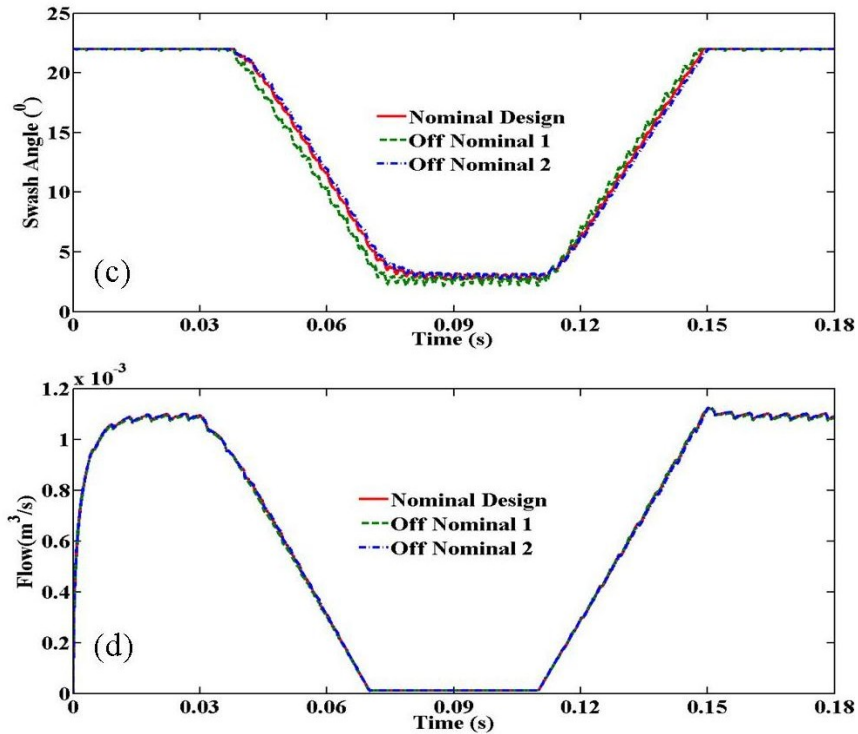 25
20
15
10
5
0
Swash Angle (⁰)
Nominal Design
Off Nominal 1
Off Nominal 2
(c)
0 0.03 0.06 0.09 0.12 0.15 0.18
Time (s)
x 10⁻³
1.2
1
0.8
0.6
0.4
0.2
0
Flow(m³/s)
Nominal Design
Off Nominal 1
Off Nominal 2
(d)
0 0.03 0.06 0.09 0.12 0.15 0.18
Time (s)